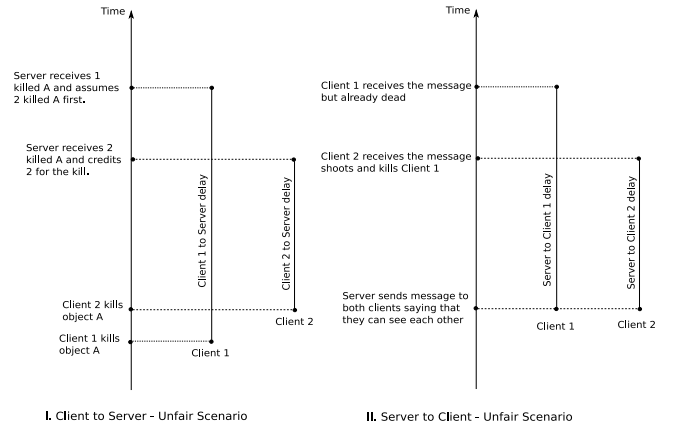 Time
Server receives 1
killed A and assumes
2 killed A first.
Server receives 2
killed A and credits
2 for the kill.
Client 1 to Server delay
Client 2 to Server delay
Client 2 kills
object A
Client 2
Client 1 kills
object A
Client 1
I. Client to Server – Unfair Scenario
Time
Client 1 receives the message
but already dead
Client 2 receives the message
shoots and kills Client 1
Server to Client 1 delay
Server to Client 2 delay
Server sends message to
both clients saying that
they can see each other
Client 1
Client 2
II. Server to Client – Unfair Scenario